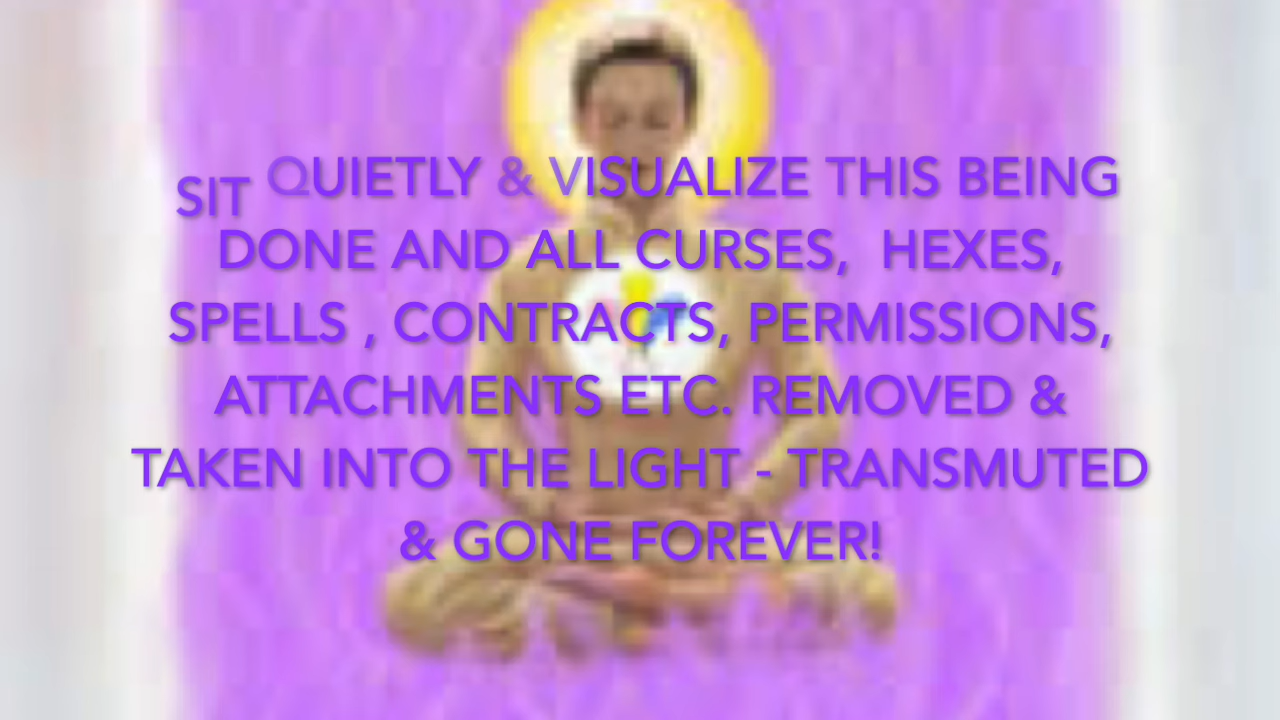 SIT QUIETLY & VISUALIZE THIS BEING
DONE AND ALL CURSES,  HEXES,
SPELLS , CONTRACTS, PERMISSIONS,
ATTACHMENTS ETC. REMOVED &
TAKEN INTO THE LIGHT - TRANSMUTED
& GONE FOREVER!